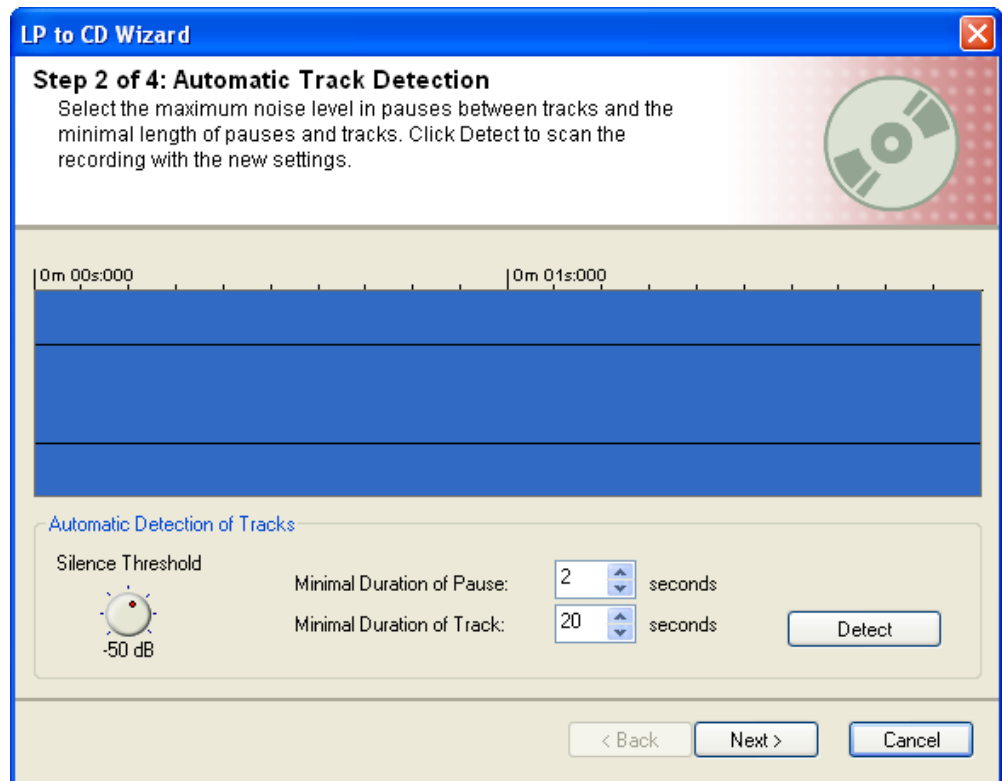 LP to CD Wizard
Step 2 of 4: Automatic Track Detection
Select the maximum noise level in pauses between tracks and the
minimal length of pauses and tracks. Click Detect to scan the
recording with the new settings.
0m 00s:000 0m 01s:000
Automatic Detection of Tracks
Silence Threshold
Minimal Duration of Pause: 2 seconds
Minimal Duration of Track: 20 seconds
Detect
-50 dB
< Back Next > Cancel